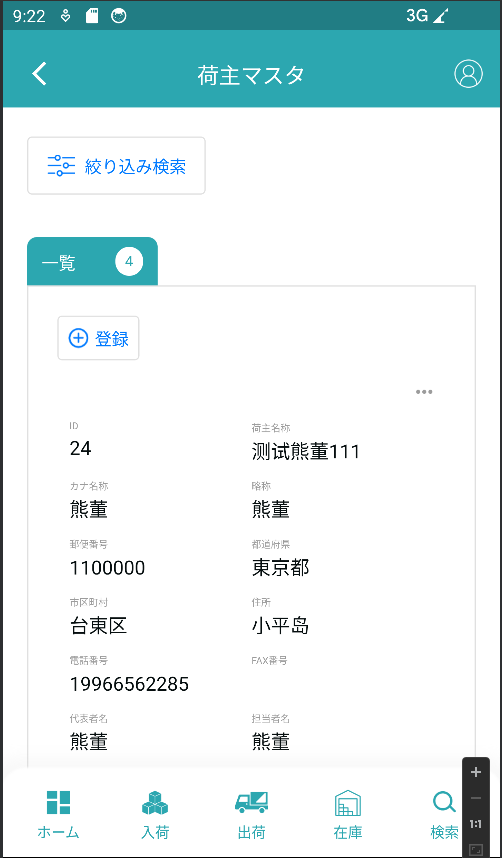 9:22 3G
荷主マスタ
絞り込み検索
一覧 4
登録
ID 荷主名称
24 测试熊董111
カナ名称 略称
熊董 熊董
郵便番号 都道府県
1100000 東京都
市区町村 住所
台東区 小平岛
電話番号 FAX番号
19966562285
代表者名 担当者名
熊董 熊董
ホーム 入荷 出荷 在庫 検索
1:1